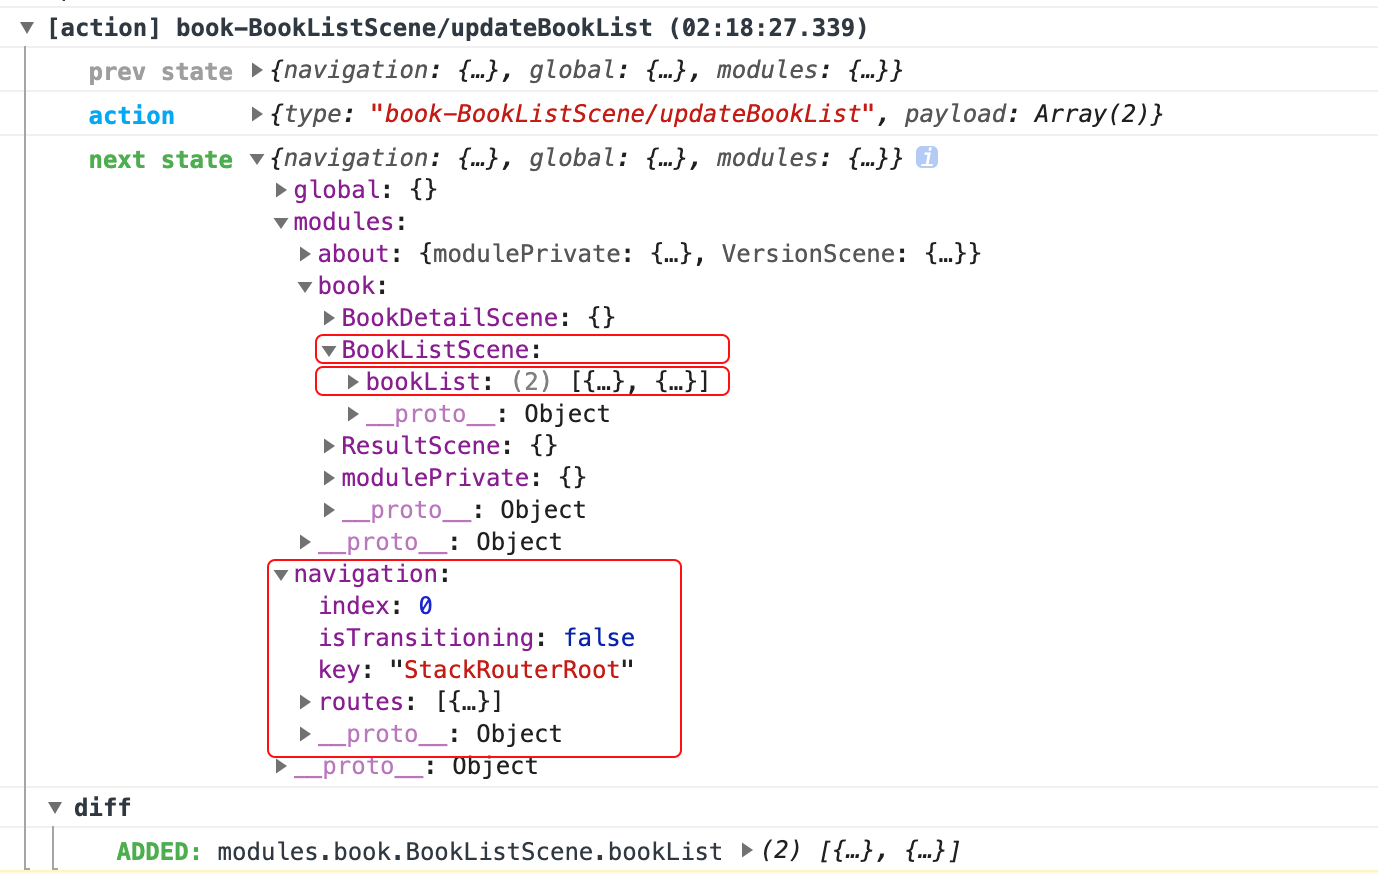 [action] book-BookListScene/updateBookList (02:18:27.339)
prev state {navigation: {…}, global: {…}, modules: {…}}
action {type: "book-BookListScene/updateBookList", payload: Array(2)}
next state {navigation: {…}, global: {…}, modules: {…}} i
global: {}
modules:
about: {modulePrivate: {…}, VersionScene: {…}}
book:
BookDetailScene: {}
BookListScene:
bookList: (2) [{…}, {…}]
__proto__: Object
ResultScene: {}
modulePrivate: {}
__proto__: Object
__proto__: Object
navigation:
index: 0
isTransitioning: false
key: "StackRouterRoot"
routes: [{…}]
__proto__: Object
__proto__: Object
diff
ADDED: modules.book.BookListScene.bookList (2) [{…}, {…}]